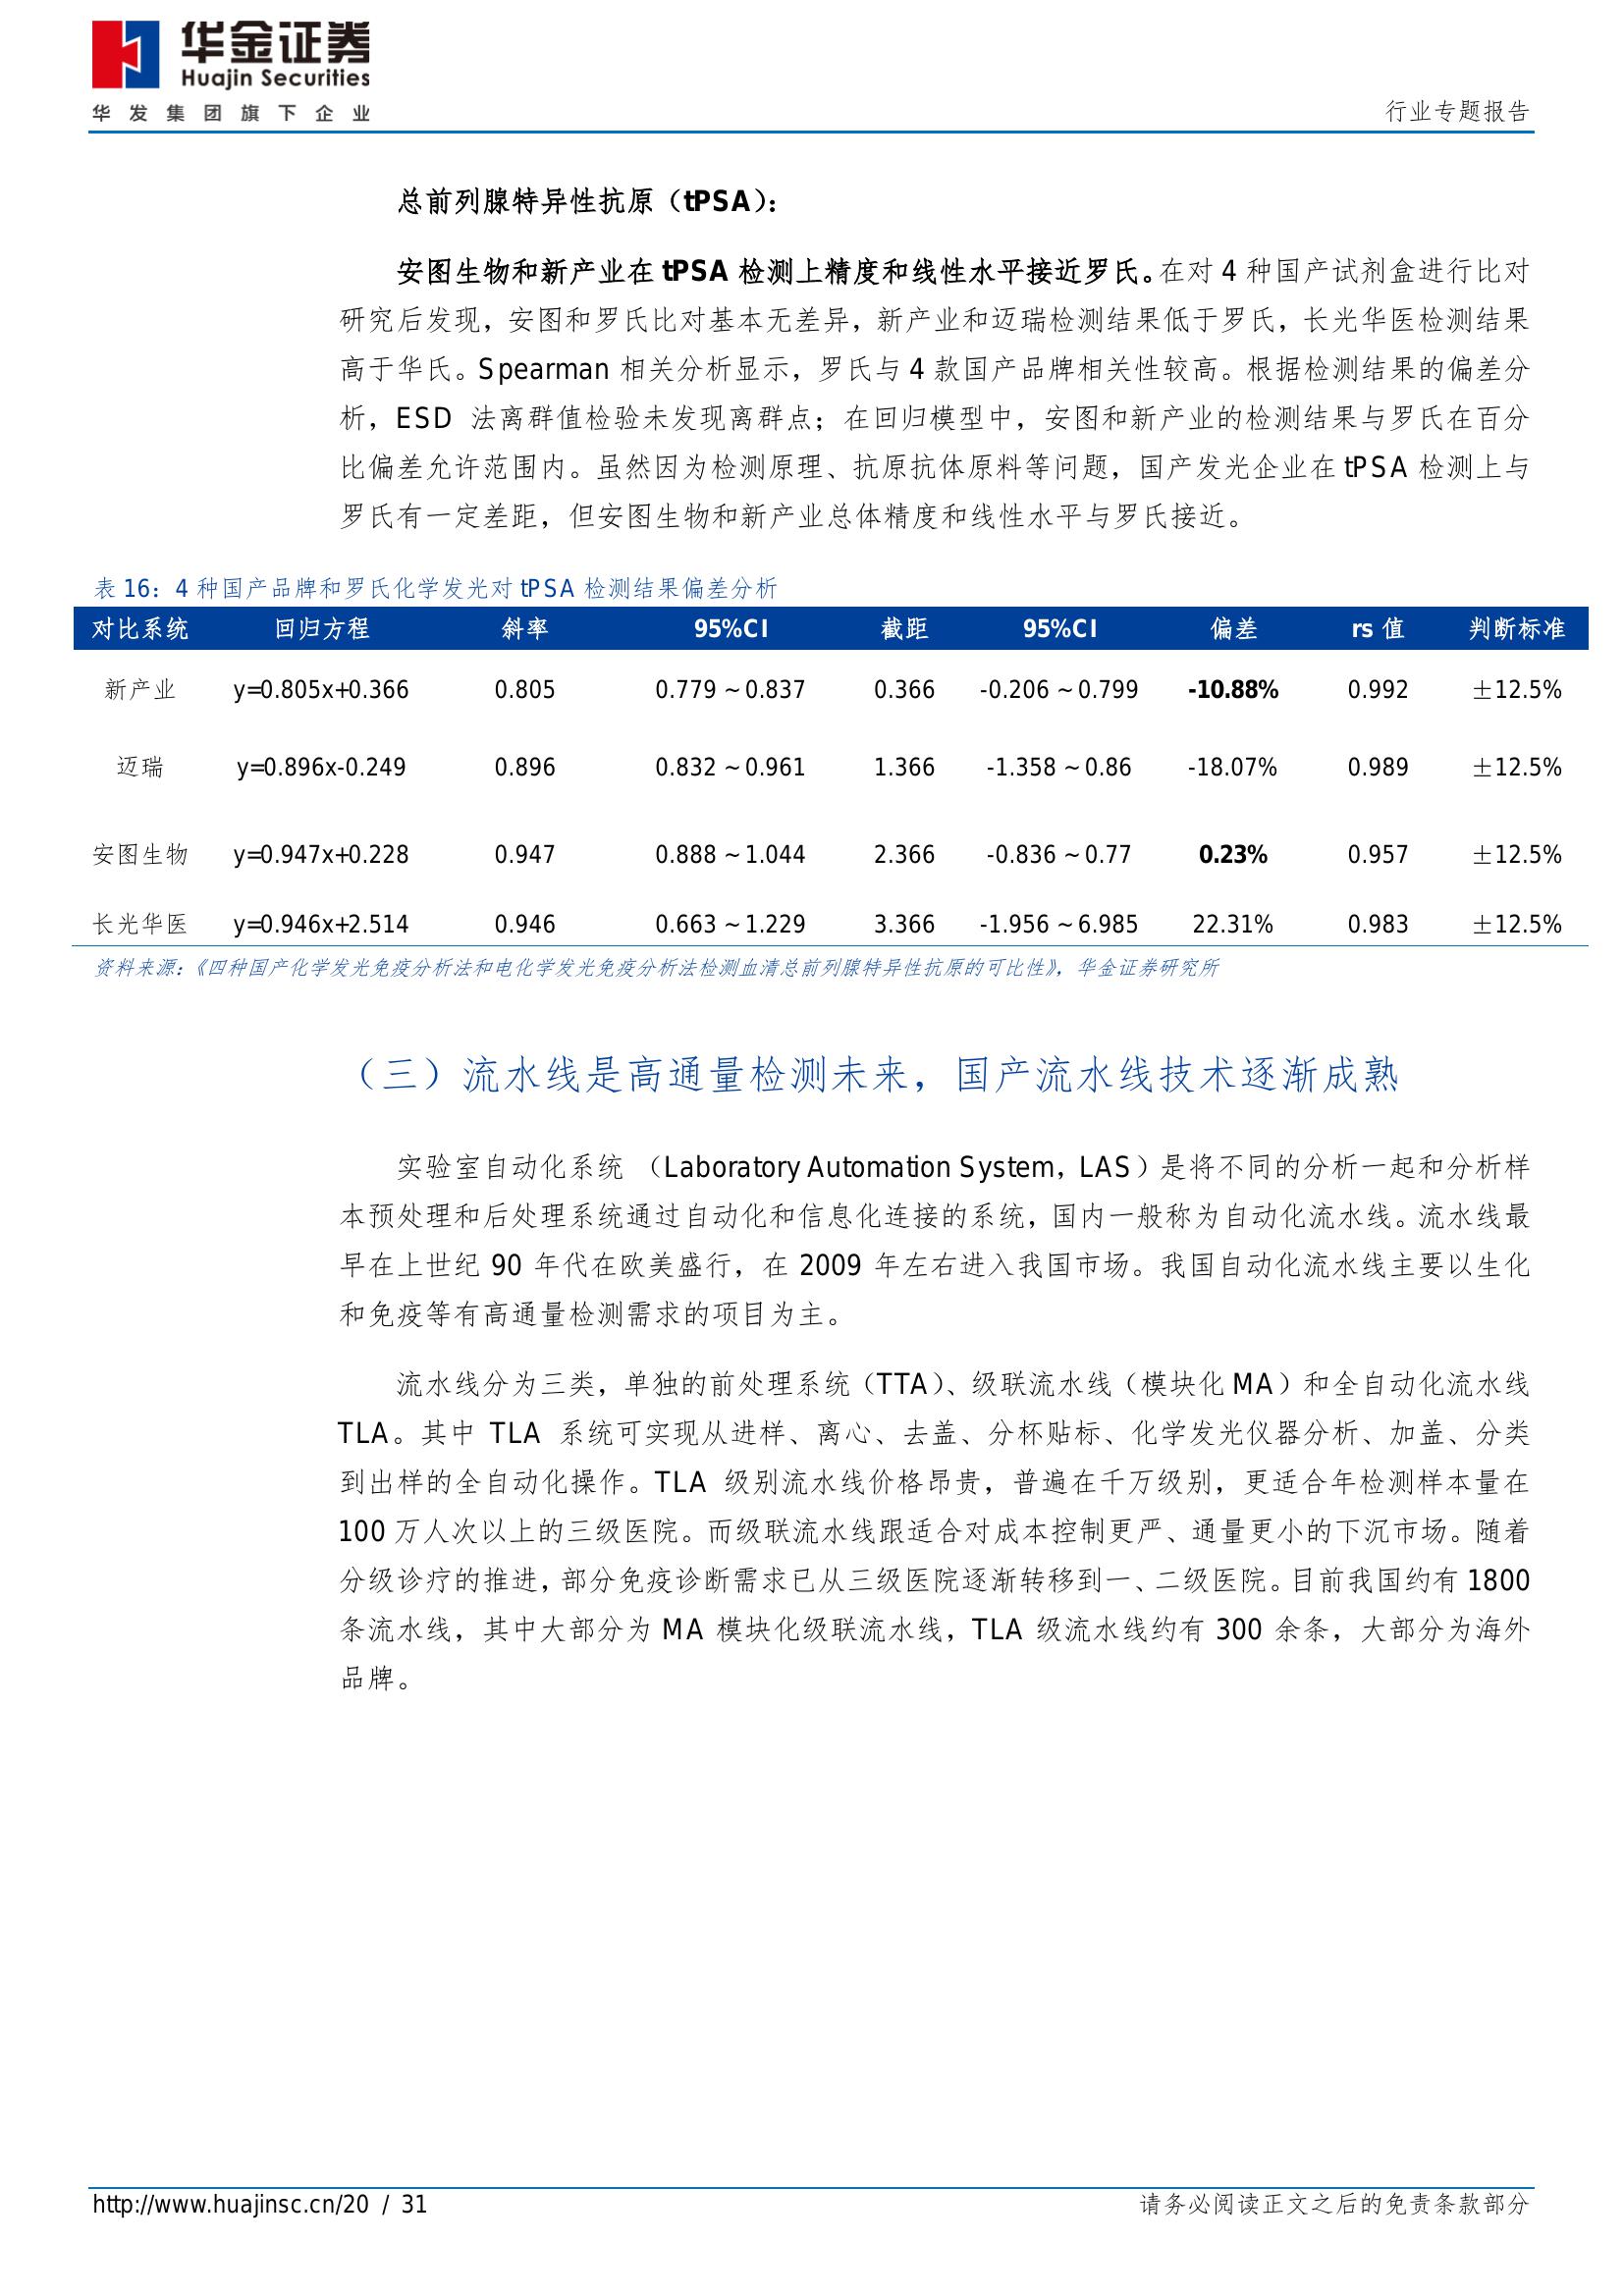 华金证券
Huajin Securities
华发集团旗下企业
行业专题报告
总前列腺特异性抗原（tPSA）：
安图生物和新产业在 tPSA 检测上精度和线性水平接近罗氏。在对 4 种国产试剂盒进行比对
研究后发现，安图和罗氏比对基本无差异，新产业和迈瑞检测结果低于罗氏，长光华医检测结果
高于华氏。Spearman 相关分析显示，罗氏与 4 款国产品牌相关性较高。根据检测结果的偏差分
析，ESD 法离群值检验未发现离群点；在回归模型中，安图和新产业的检测结果与罗氏在百分
比偏差允许范围内。虽然因为检测原理、抗原抗体原料等问题，国产发光企业在 tPSA 检测上与
罗氏有一定差距，但安图生物和新产业总体精度和线性水平与罗氏接近。
表 16：4 种国产品牌和罗氏化学发光对 tPSA 检测结果偏差分析
对比系统 回归方程 斜率 95%CI 截距 95%CI 偏差 rs 值 判断标准
新产业 y=0.805x+0.366 0.805 0.779～0.837 0.366 -0.206～0.799 -10.88% 0.992 ±12.5%
迈瑞 y=0.896x-0.249 0.896 0.832～0.961 1.366 -1.358～0.86 -18.07% 0.989 ±12.5%
安图生物 y=0.947x+0.228 0.947 0.888～1.044 2.366 -0.836～0.77 0.23% 0.957 ±12.5%
长光华医 y=0.946x+2.514 0.946 0.663～1.229 3.366 -1.956～6.985 22.31% 0.983 ±12.5%
资料来源：《四种国产化学发光免疫分析法和电化学发光免疫分析法检测血清总前列腺特异性抗原的可比性》，华金证券研究所
（三）流水线是高通量检测未来，国产流水线技术逐渐成熟
实验室自动化系统 （Laboratory Automation System，LAS）是将不同的分析一起和分析样
本预处理和后处理系统通过自动化和信息化连接的系统，国内一般称为自动化流水线。流水线最
早在上世纪 90 年代在欧美盛行，在 2009 年左右进入我国市场。我国自动化流水线主要以生化
和免疫等有高通量检测需求的项目为主。
流水线分为三类，单独的前处理系统（TTA）、级联流水线（模块化 MA）和全自动化流水线
TLA。其中 TLA 系统可实现从进样、离心、去盖、分杯贴标、化学发光仪器分析、加盖、分类
到出样的全自动化操作。TLA 级别流水线价格昂贵，普遍在千万级别，更适合年检测样本量在
100 万人次以上的三级医院。而级联流水线跟适合对成本控制更严、通量更小的下沉市场。随着
分级诊疗的推进，部分免疫诊断需求已从三级医院逐渐转移到一、二级医院。目前我国约有 1800
条流水线，其中大部分为 MA 模块化级联流水线，TLA 级流水线约有 300 余条，大部分为海外
品牌。
http://www.huajinsc.cn/20 / 31
请务必阅读正文之后的免责条款部分